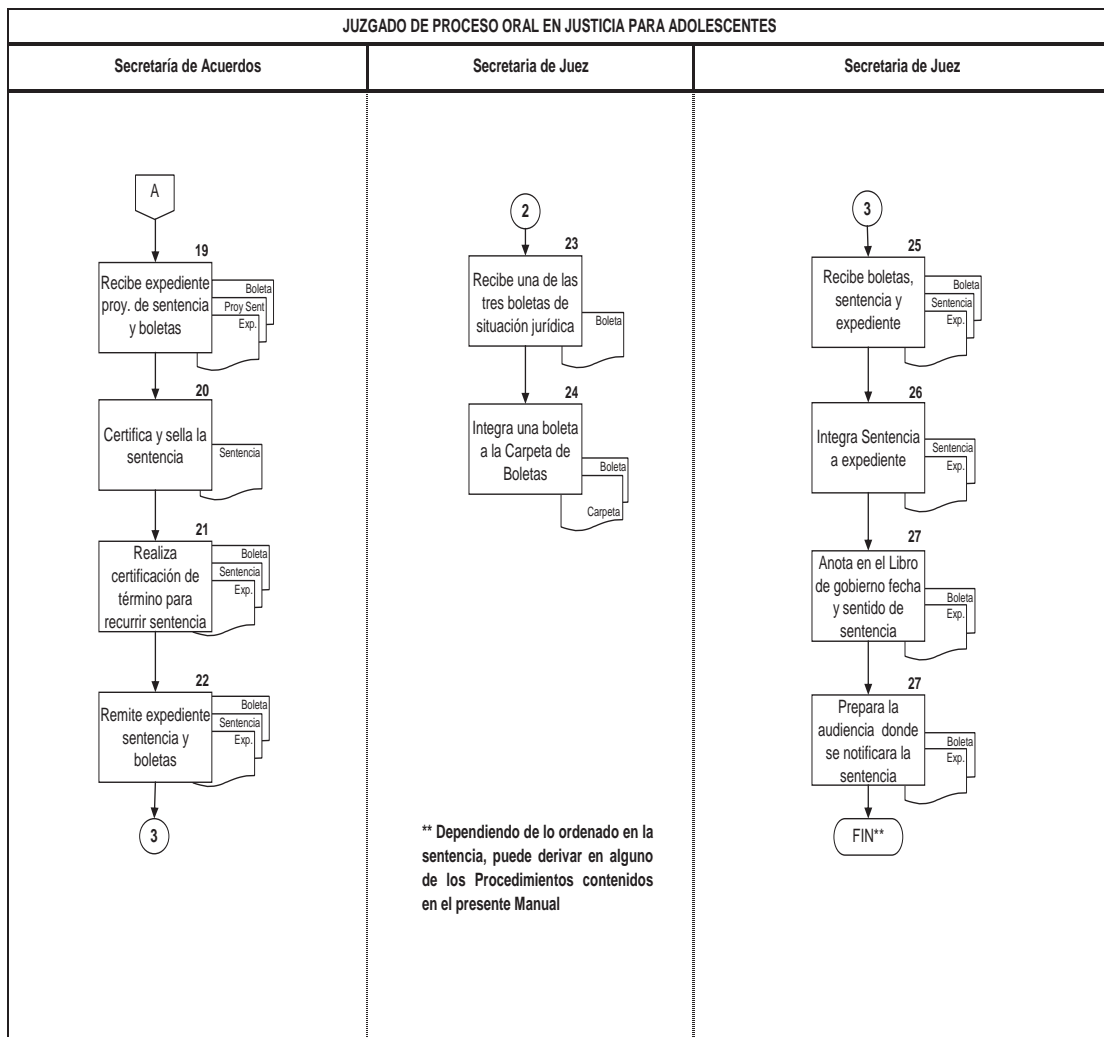 JUZGADO DE PROCESO ORAL EN JUSTICIA PARA ADOLESCENTES
Secretaría de Acuerdos
Secretaria de Juez
Secretaria de Juez
A
19
Recibe expediente
proy. de sentencia
y boletas
Boleta
Proy Sent
Exp.
20
Certifica y sella la
sentencia
Sentencia
21
Realiza
certificación de
término para
recurrir sentencia
Boleta
Sentencia
Exp.
22
Remite expediente
sentencia y
boletas
Boleta
Sentencia
Exp.
3
2
23
Recibe una de las
tres boletas de
situación jurídica
Boleta
24
Integra una boleta
a la Carpeta de
Boletas
Boleta
Carpeta
** Dependiendo de lo ordenado en la
sentencia, puede derivar en alguno
de los Procedimientos contenidos
en el presente Manual
3
25
Recibe boletas,
sentencia y
expediente
Boleta
Sentencia
Exp.
26
Integra Sentencia
a expediente
Sentencia
Exp.
27
Anota en el Libro
de gobierno fecha
y sentido de
sentencia
Boleta
Exp.
27
Prepara la
audiencia donde
se notificara la
sentencia
Boleta
Exp.
FIN**